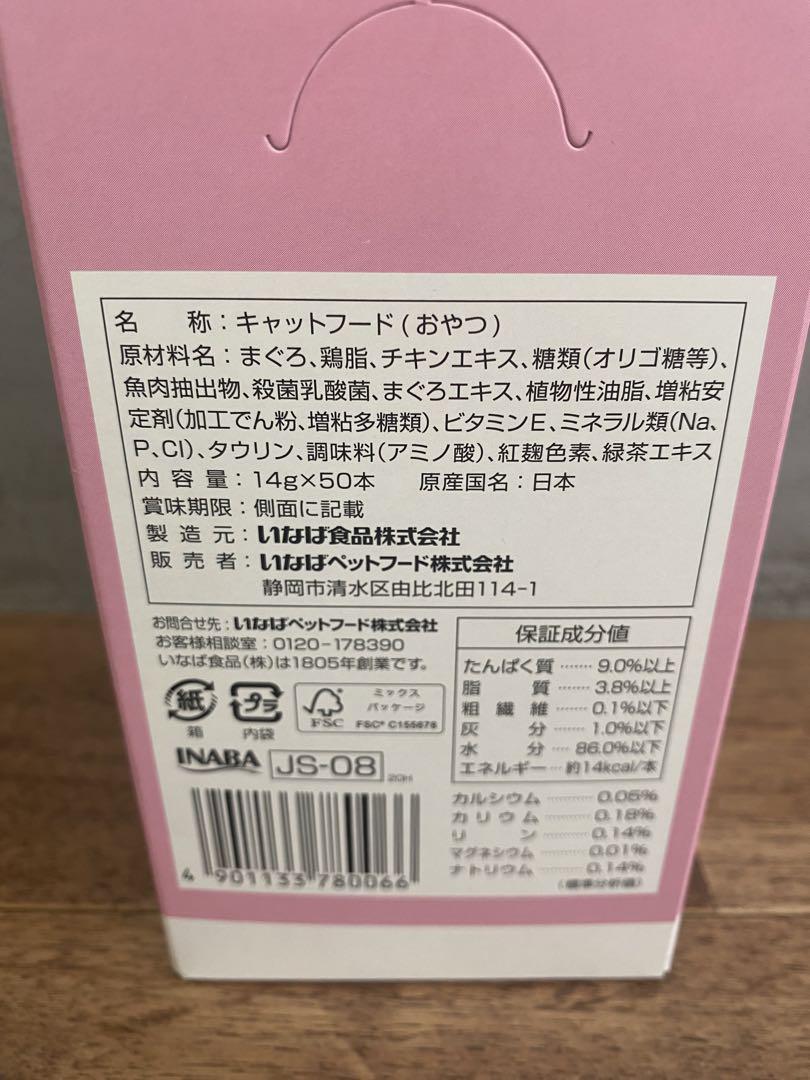 名称：キャットフード(おやつ)
原材料名：まぐろ、鶏脂、チキンエキス、糖類(オリゴ糖等)、
魚肉抽出物、殺菌乳酸菌、まぐろエキス、植物性油脂、増粘安
定剤(加工でん粉、増粘多糖類)、ビタミンE、ミネラル類(Na、
P、Cl)、タウリン、調味料(アミノ酸)、紅麹色素、緑茶エキス
内容量：14g×50本　原産国名：日本
賞味期限：側面に記載
製造元：いなば食品株式会社
販売者：いなばペットフード株式会社
静岡市清水区由比北田114-1
お問合せ先：いなばペットフード株式会社
お客様相談室：0120-178390
いなば食品(株)は1805年創業です。
紙
箱
プラ
内袋
FSC
ミックス
パッケージ
FSC® C155678
INABA JS-08
4 901133 780066
保証成分値
たんぱく質……9.0%以上
脂質……3.8%以上
粗繊維……0.1%以下
灰分……1.0%以下
水分……86.0%以下
エネルギー…約14kcal/本
カルシウム……0.05%
カリウム……0.18%
リン……0.14%
マグネシウム……0.01%
ナトリウム……0.14%